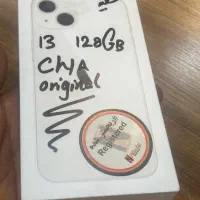 13 128GB
CH/A
original
Registered